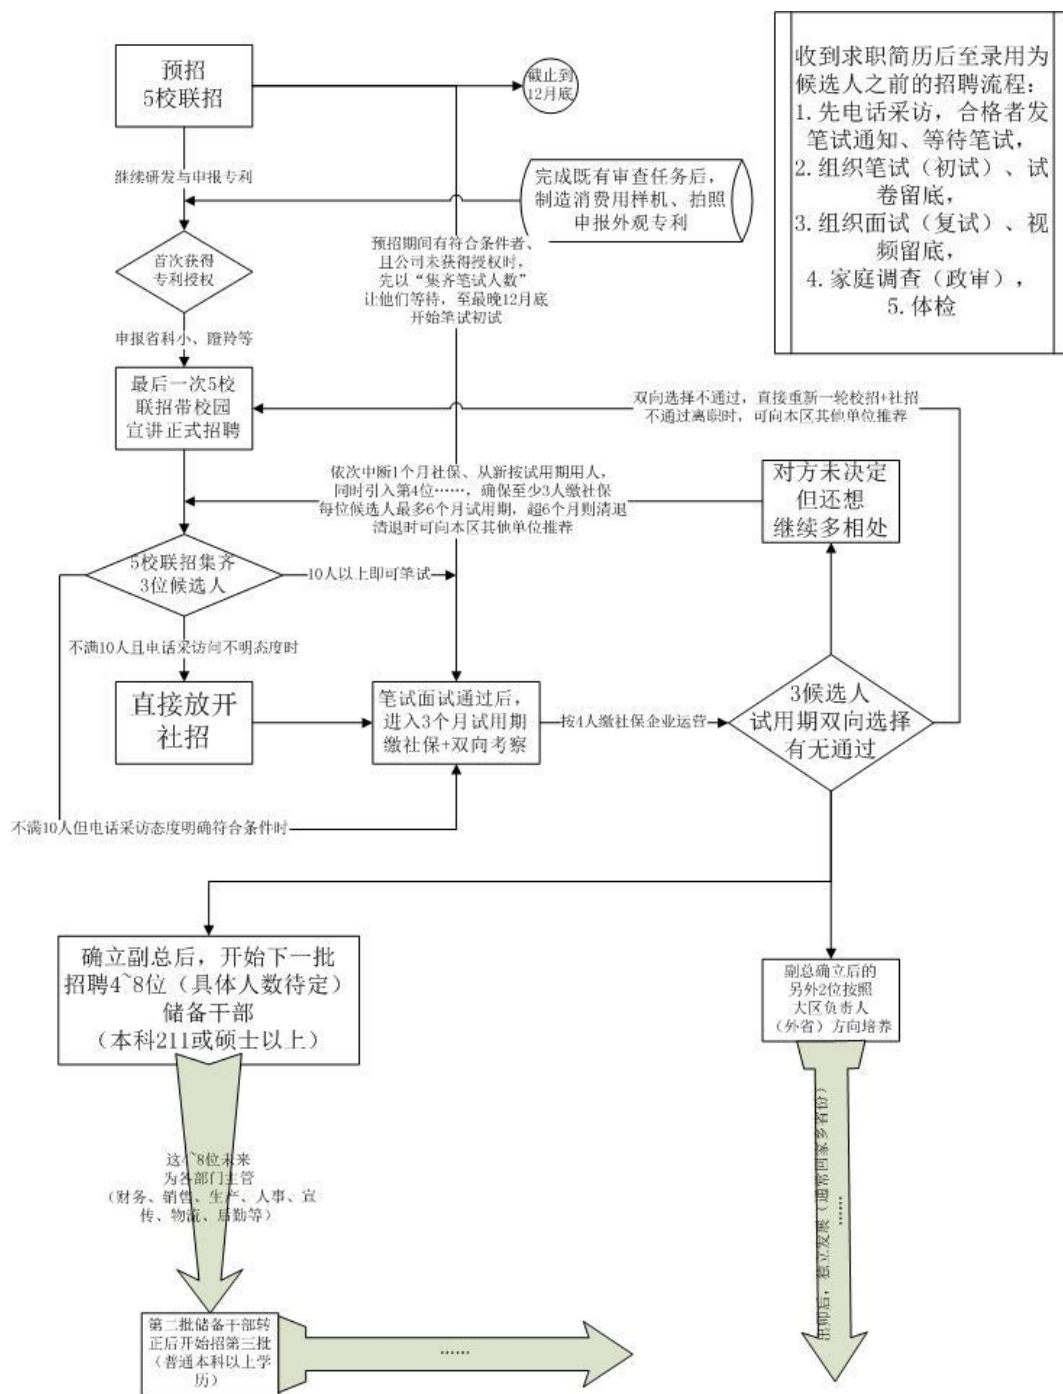 预招
5校联招
截止到
12月底
收到求职简历后至录用为
候选人之前的招聘流程：
1.先电话采访，合格者发
笔试通知、等待笔试，
2.组织笔试（初试）、试
卷留底，
3.组织面试（复试）、视
频留底，
4.家庭调查（政审），
5.体检
继续研发与申报专利
完成既有审查任务后，
制造消费用样机、拍照
申报外观专利
首次获得
专利授权
预招期间有符合条件者、
且公司未获得授权时，
先以“集齐笔试人数”
让他们等待，至最晚12月底
开始笔试初试
申报省科小、瞪羚等
最后一次5校
联招带校园
宣讲正式招聘
双向选择不通过，直接重新一轮校招+社招
不通过离职时，可向本区其他单位推荐
依次中断1个月社保、从新按试用期用人，
同时引入第4位……，确保至少3人缴社保
每位候选人最多6个月试用期，超6个月则清退
清退时可向本区其他单位推荐
对方未决定
但还想
继续多相处
5校联招集齐
3位候选人
10人以上即可笔试
不满10人且电话采访问不明态度时
直接放开
社招
笔试面试通过后，
进入3个月试用期
缴社保+双向考察
按4人缴社保企业运营
3候选人
试用期双向选择
有无通过
不满10人但电话采访态度明确符合条件时
确立副总后，开始下一批
招聘4~8位（具体人数待定）
储备干部
（本科211或硕士以上）
副总确立后的
另外2位按照
大区负责人
（外省）方向培养
这4~8位未来
为各部门主管
（财务、销售、生产、人事、宣
传、物流、后勤等）
出师后，独立发展（通常回家乡省份）
……
第二批储备干部转
正后开始招第三批
（普通本科以上学
历）
……